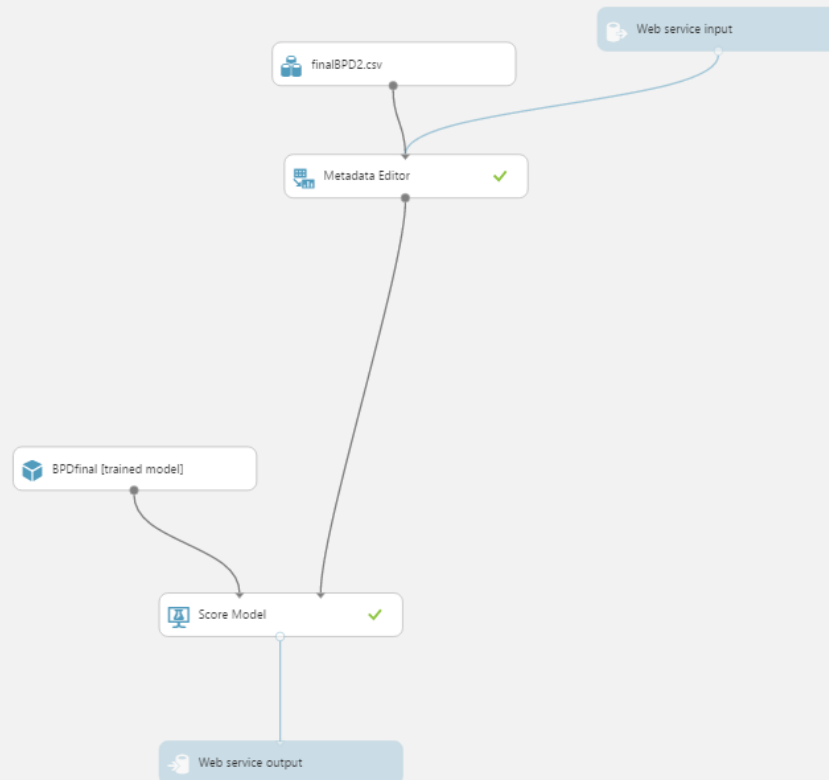 Web service input
finalBPD2.csv
Metadata Editor
BPDfinal [trained model]
Score Model
Web service output